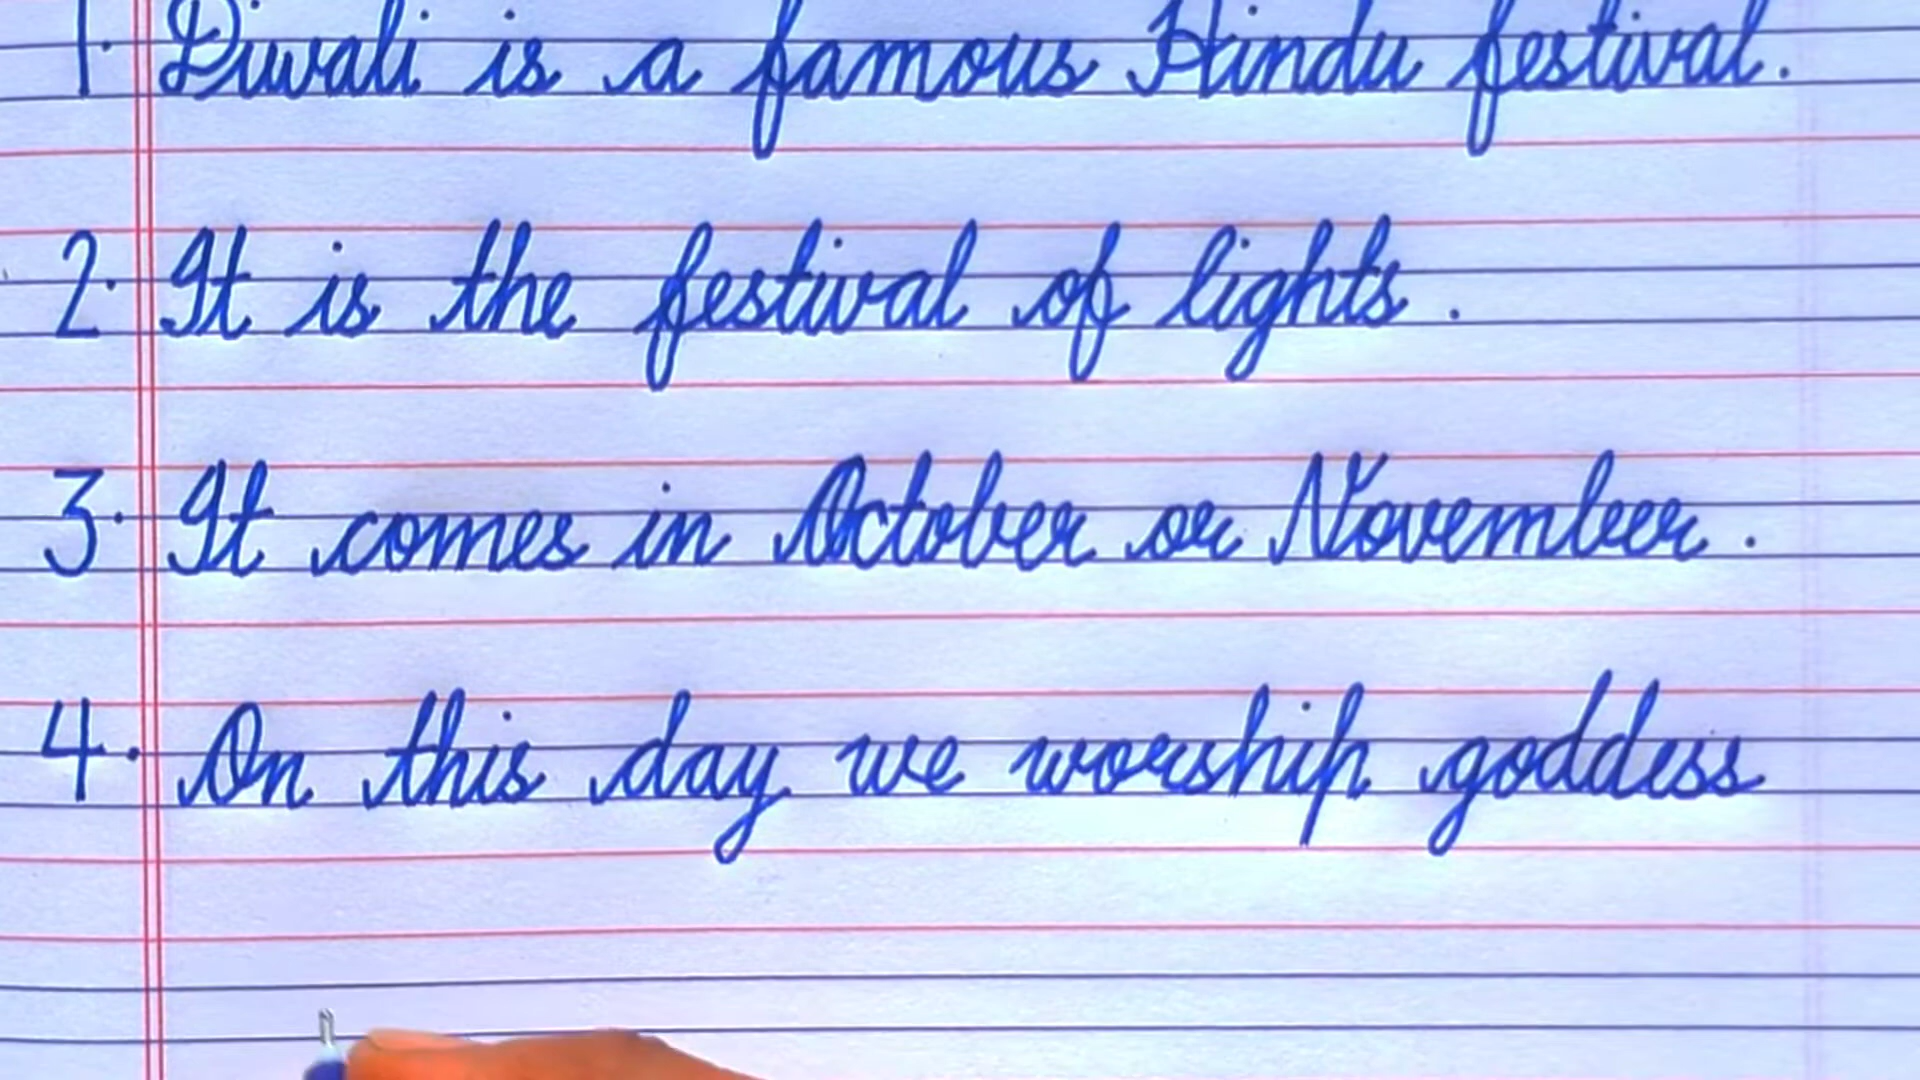 1. Diwali is a famous Hindu festival.
2. It is the festival of lights.
3. It comes in October or November.
4. On this day we worship goddess